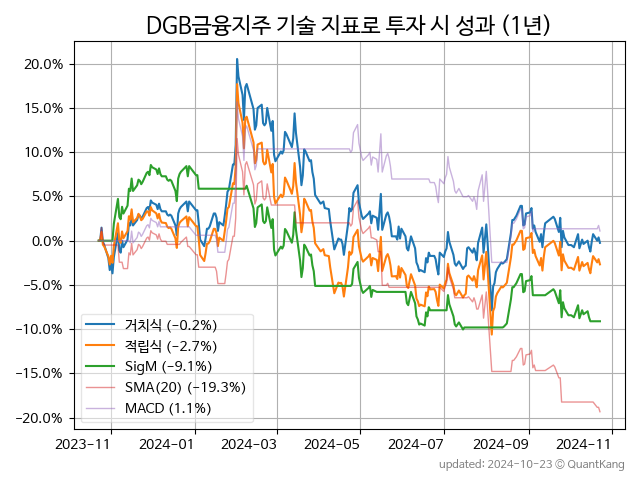 DGB금융지주 기술 지표로 투자 시 성과 (1년)
20.0%
15.0%
10.0%
5.0%
0.0%
−5.0%
−10.0%
−15.0%
−20.0%
거치식 (−0.2%)
적립식 (−2.7%)
SigM (−9.1%)
SMA(20) (−19.3%)
MACD (1.1%)
2023-11 2024-01 2024-03 2024-05 2024-07 2024-09 2024-11
updated: 2024-10-23 © QuantKang